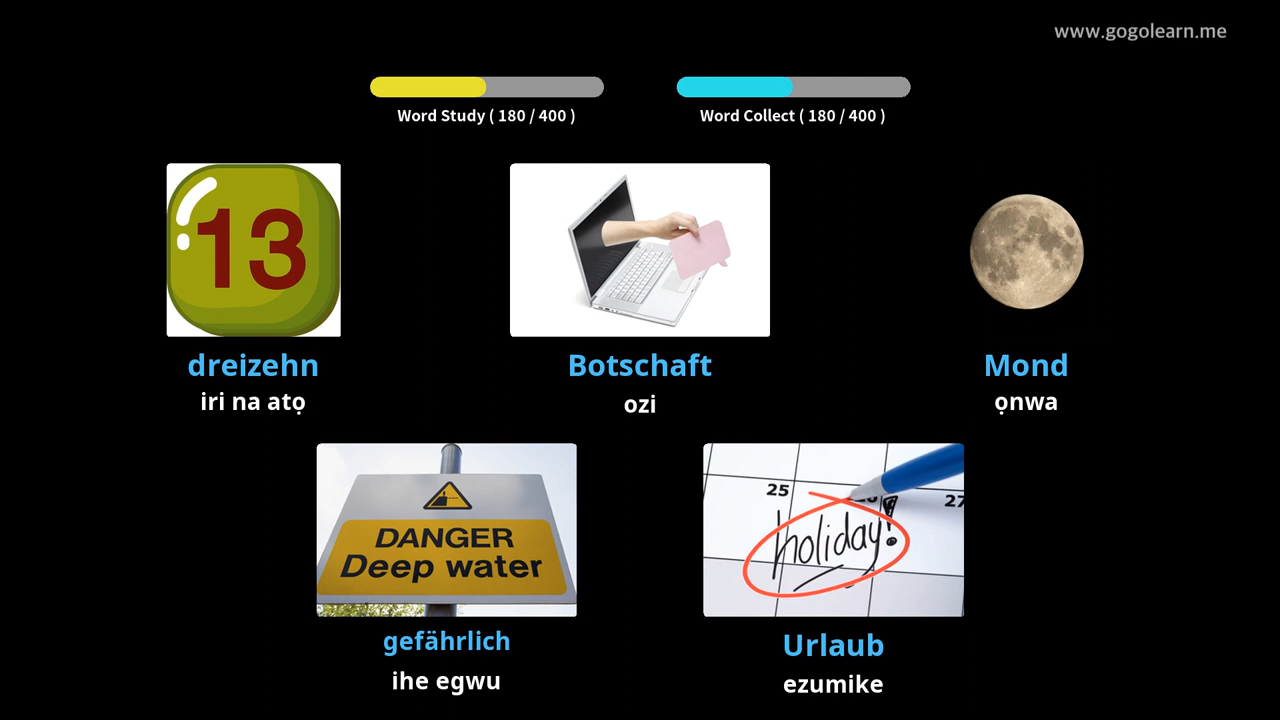 www.gogolearn.me
Word Study ( 180 / 400 )
Word Collect ( 180 / 400 )
13
dreizehn
iri na atọ
Botschaft
ozi
Mond
ọnwa
DANGER
Deep water
gefährlich
ihe egwu
25
27
holiday!
Urlaub
ezumike